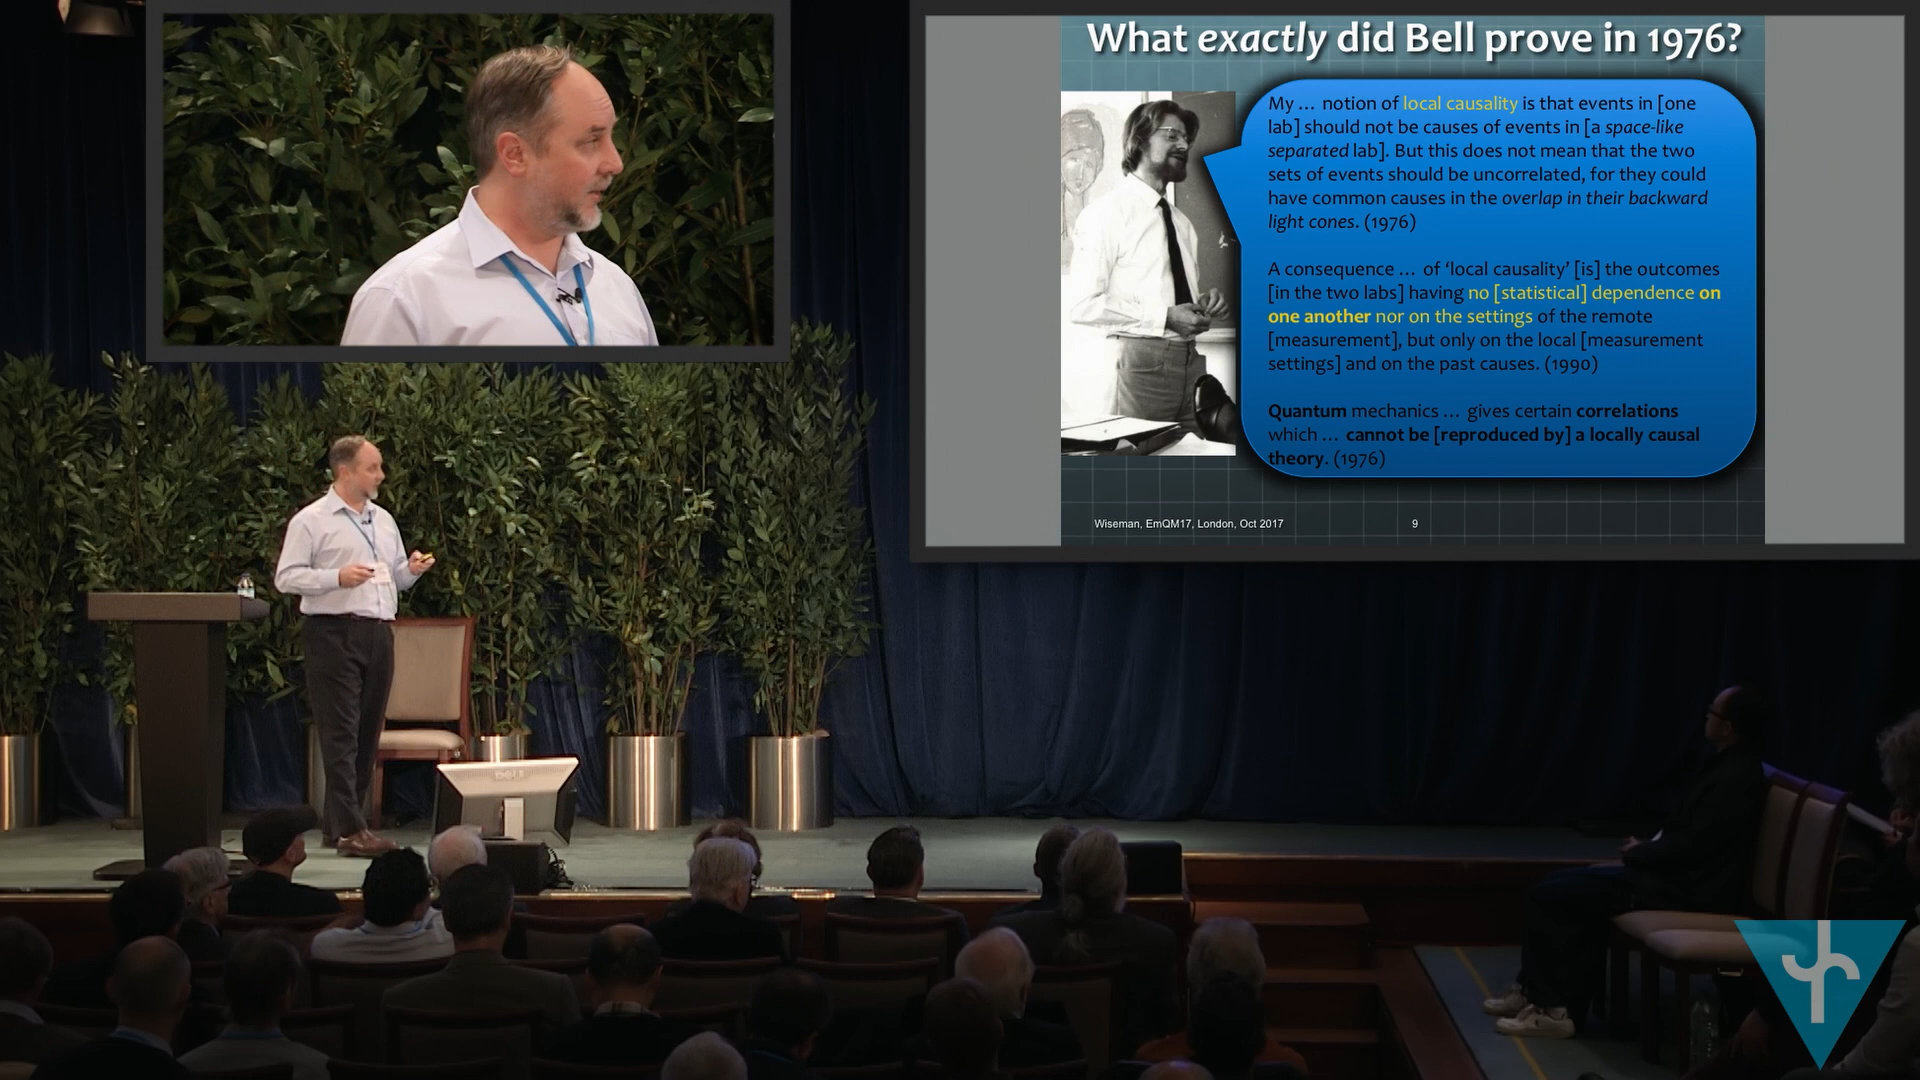 What exactly did Bell prove in 1976?
My ... notion of local causality is that events in [one
lab] should not be causes of events in [a space-like
separated lab]. But this does not mean that the two
sets of events should be uncorrelated, for they could
have common causes in the overlap in their backward
light cones. (1976)
A consequence ... of ‘local causality’ [is] the outcomes
[in the two labs] having no [statistical] dependence on
one another nor on the settings of the remote
[measurement], but only on the local [measurement
settings] and on the past causes. (1990)
Quantum mechanics ... gives certain correlations
which ... cannot be [reproduced by] a locally causal
theory. (1976)
Wiseman, EmQM17, London, Oct 2017
9
DELL